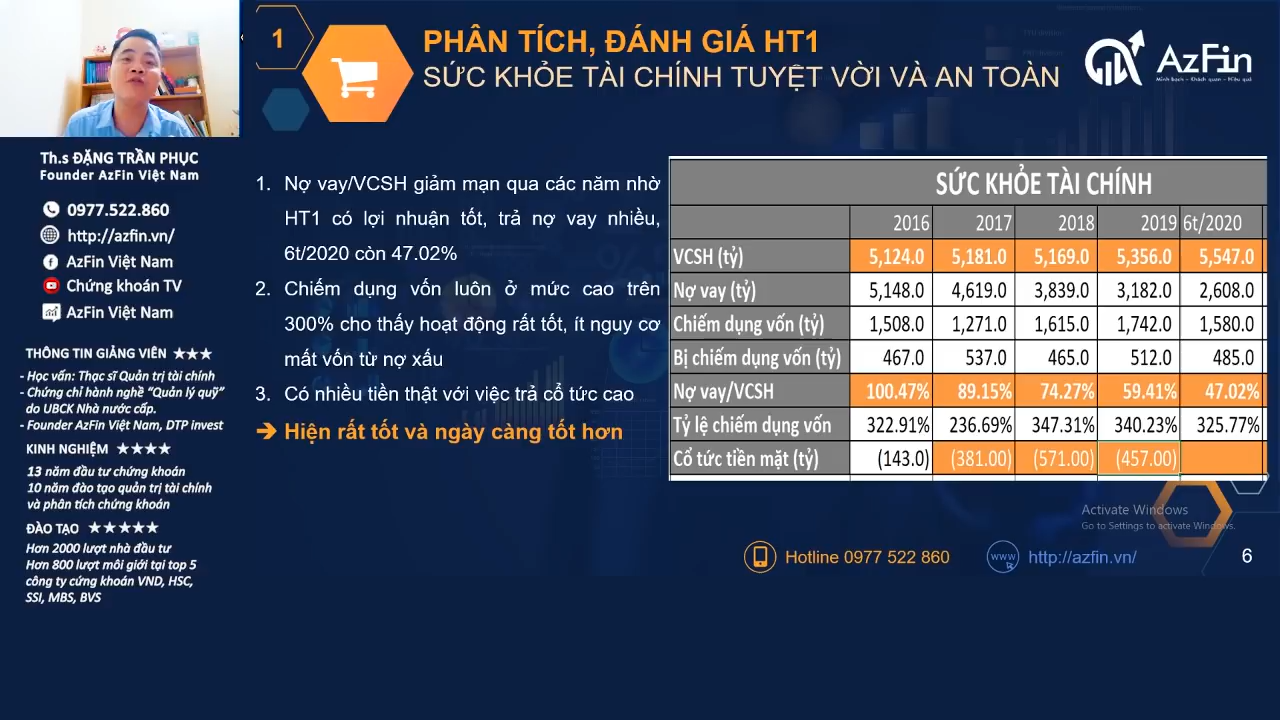 1
PHÂN TÍCH, ĐÁNH GIÁ HT1
SỨC KHỎE TÀI CHÍNH TUYỆT VỜI VÀ AN TOÀN
AzFin
Minh bạch - Khách quan - Hiệu quả
Th.s ĐẶNG TRẦN PHỤC
Founder AzFin Việt Nam
0977.522.860
http://azfin.vn/
AzFin Việt Nam
Chứng khoán TV
AzFin Việt Nam
THÔNG TIN GIẢNG VIÊN ★★★
- Học vấn: Thạc sĩ Quản trị tài chính
- Chứng chỉ hành nghề “Quản lý quỹ”
do UBCK Nhà nước cấp.
- Founder AzFin Việt Nam, DTP invest
KINH NGHIỆM ★★★★
13 năm đầu tư chứng khoán
10 năm đào tạo quản trị tài chính
và phân tích chứng khoán
ĐÀO TẠO ★★★★★
Hơn 2000 lượt nhà đầu tư
Hơn 800 lượt môi giới tại top 5
công ty cứng khoán VND, HSC,
SSI, MBS, BVS
1. Nợ vay/VCSH giảm mạn qua các năm nhờ
HT1 có lợi nhuận tốt, trả nợ vay nhiều,
6t/2020 còn 47.02%
2. Chiếm dụng vốn luôn ở mức cao trên
300% cho thấy hoạt động rất tốt, ít nguy cơ
mất vốn từ nợ xấu
3. Có nhiều tiền thật với việc trả cổ tức cao
➔ Hiện rất tốt và ngày càng tốt hơn
SỨC KHỎE TÀI CHÍNH
2016 2017 2018 2019 6t/2020
VCSH (tỷ) 5,124.0 5,181.0 5,169.0 5,356.0 5,547.0
Nợ vay (tỷ) 5,148.0 4,619.0 3,839.0 3,182.0 2,608.0
Chiếm dụng vốn (tỷ) 1,508.0 1,271.0 1,615.0 1,742.0 1,580.0
Bị chiếm dụng vốn (tỷ) 467.0 537.0 465.0 512.0 485.0
Nợ vay/VCSH 100.47% 89.15% 74.27% 59.41% 47.02%
Tỷ lệ chiếm dụng vốn 322.91% 236.69% 347.31% 340.23% 325.77%
Cổ tức tiền mặt (tỷ) (143.0) (381.00) (571.00) (457.00)
Activate Windows
Go to Settings to activate Windows.
Hotline 0977 522 860
www
http://azfin.vn/
6